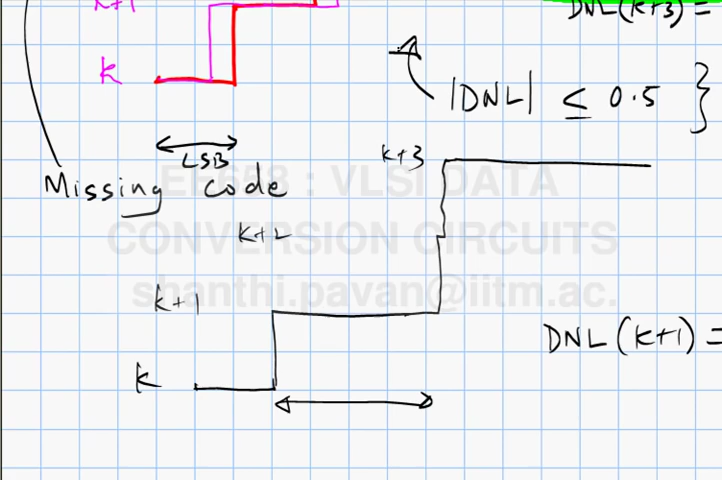 k+1
DNL(k+3) =
k
|DNL| ≤ 0.5 }
LSB
k+3
Missing code
EE658 : VLSI DATA
k+2
CONVERSION CIRCUITS
k+1
shanthi.pavan@iitm.ac.
DNL(k+1) =
k